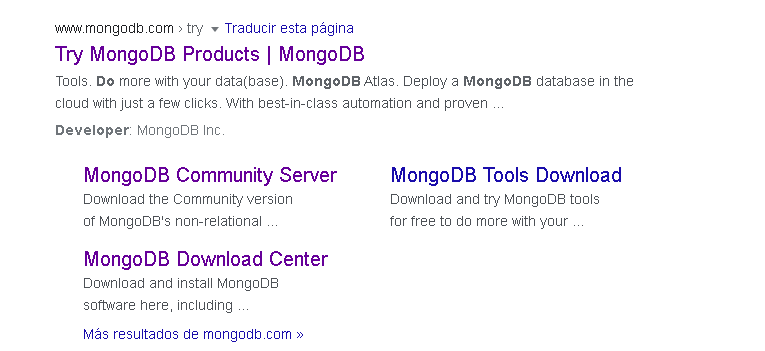 www.mongodb.com › try ▾ Traducir esta página
Try MongoDB Products | MongoDB
Tools. Do more with your data(base). MongoDB Atlas. Deploy a MongoDB database in the
cloud with just a few clicks. With best-in-class automation and proven ...
Developer: MongoDB Inc.
MongoDB Community Server
Download the Community version
of MongoDB's non-relational ...
MongoDB Tools Download
Download and try MongoDB tools
for free to do more with your ...
MongoDB Download Center
Download and install MongoDB
software here, including ...
Más resultados de mongodb.com »